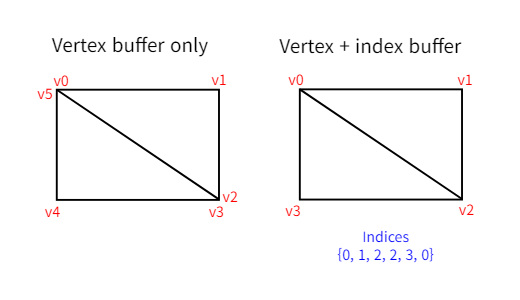 Vertex buffer only
v0
v1
v5
v2
v4
v3
Vertex + index buffer
v0
v1
v3
v2
Indices
{0, 1, 2, 2, 3, 0}